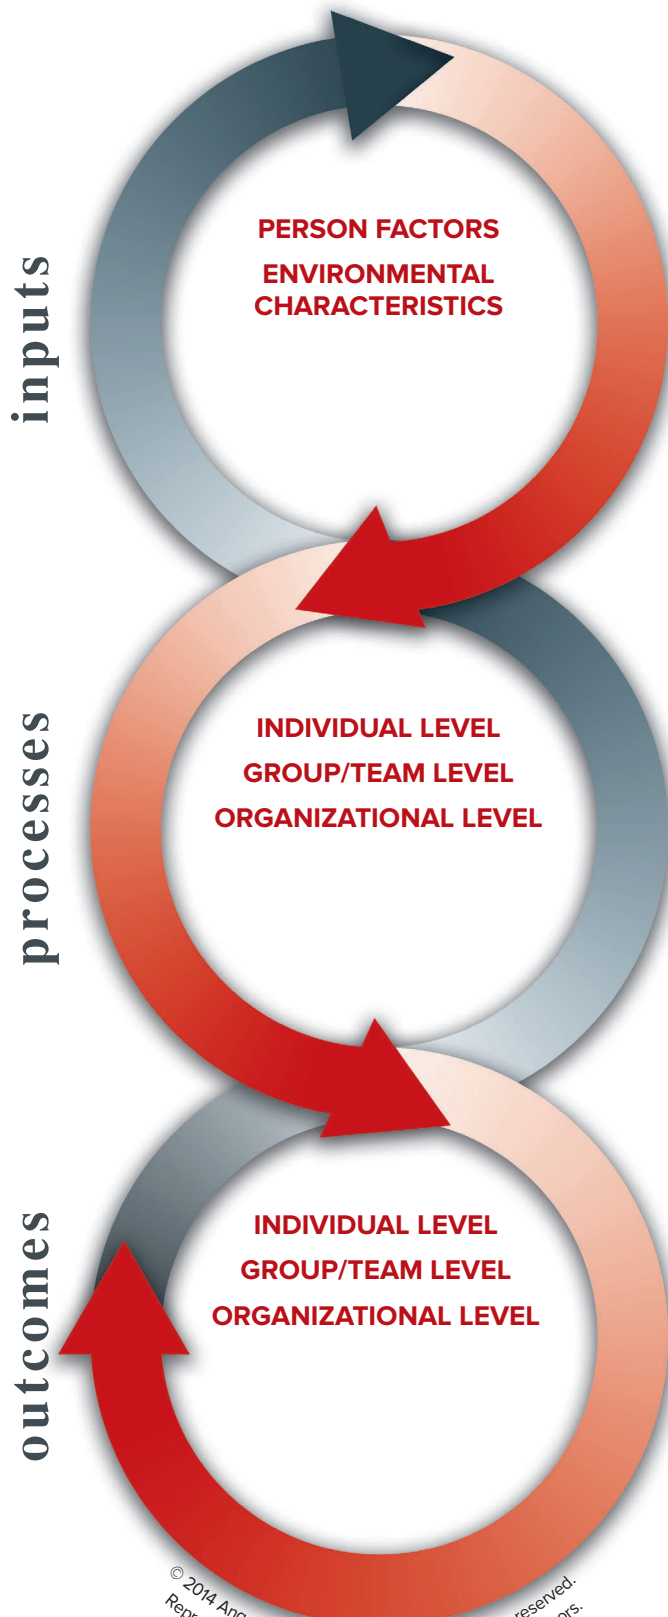 inputs
PERSON FACTORS
ENVIRONMENTAL
CHARACTERISTICS
processes
INDIVIDUAL LEVEL
GROUP/TEAM LEVEL
ORGANIZATIONAL LEVEL
outcomes
INDIVIDUAL LEVEL
GROUP/TEAM LEVEL
ORGANIZATIONAL LEVEL
© 2014 reserved.